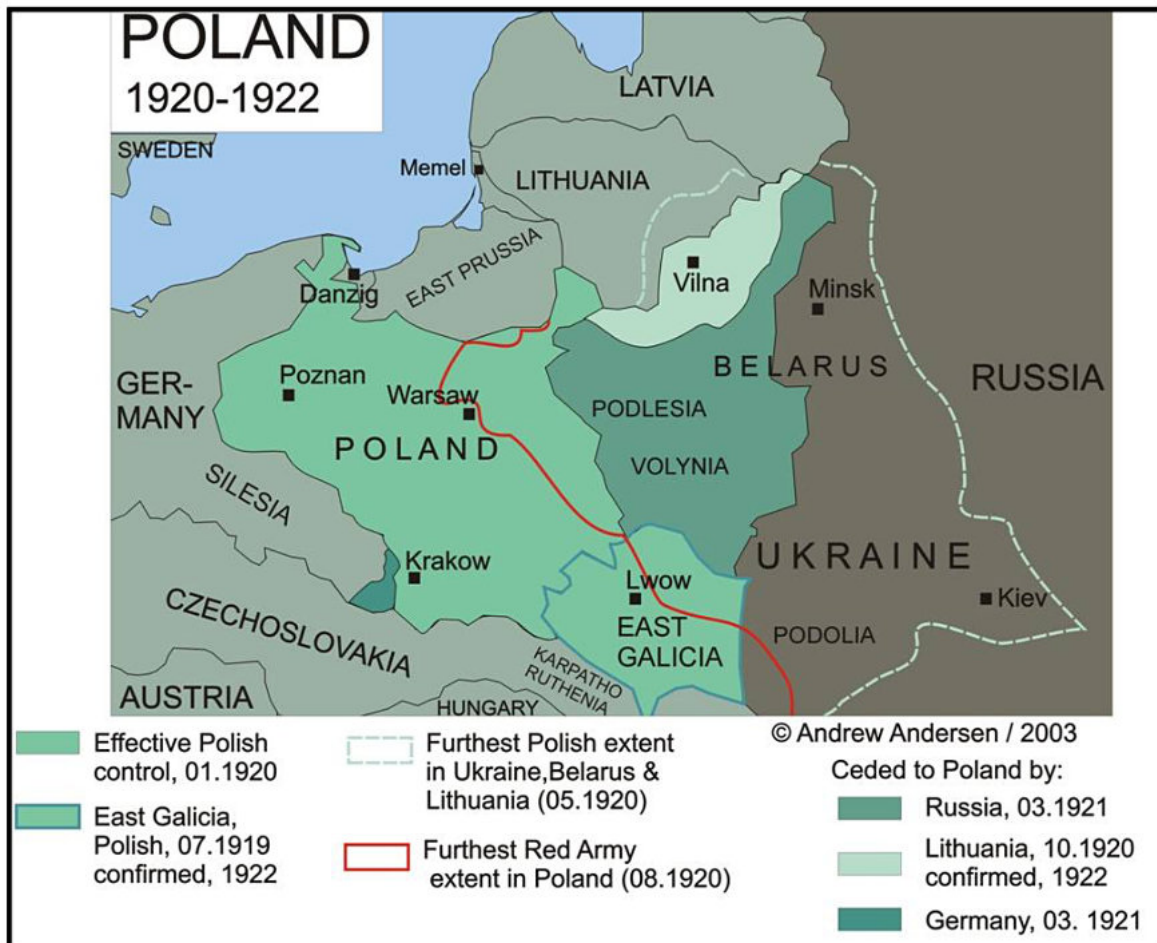 POLAND
1920-1922
SWEDEN
LATVIA
Memel
LITHUANIA
EAST PRUSSIA
Danzig
Vilna
Minsk
GER-
MANY
Poznan
Warsaw
BELARUS
RUSSIA
PODLESIA
POLAND
VOLYNIA
SILESIA
Krakow
UKRAINE
Lwow
Kiev
CZECHOSLOVAKIA
EAST
GALICIA
PODOLIA
KARPATHO
RUTHENIA
AUSTRIA
HUNGARY
© Andrew Andersen / 2003
Effective Polish
control, 01.1920
East Galicia,
Polish, 07.1919
confirmed, 1922
Furthest Polish extent
in Ukraine,Belarus &
Lithuania (05.1920)
Furthest Red Army
extent in Poland (08.1920)
Ceded to Poland by:
Russia, 03.1921
Lithuania, 10.1920
confirmed, 1922
Germany, 03. 1921